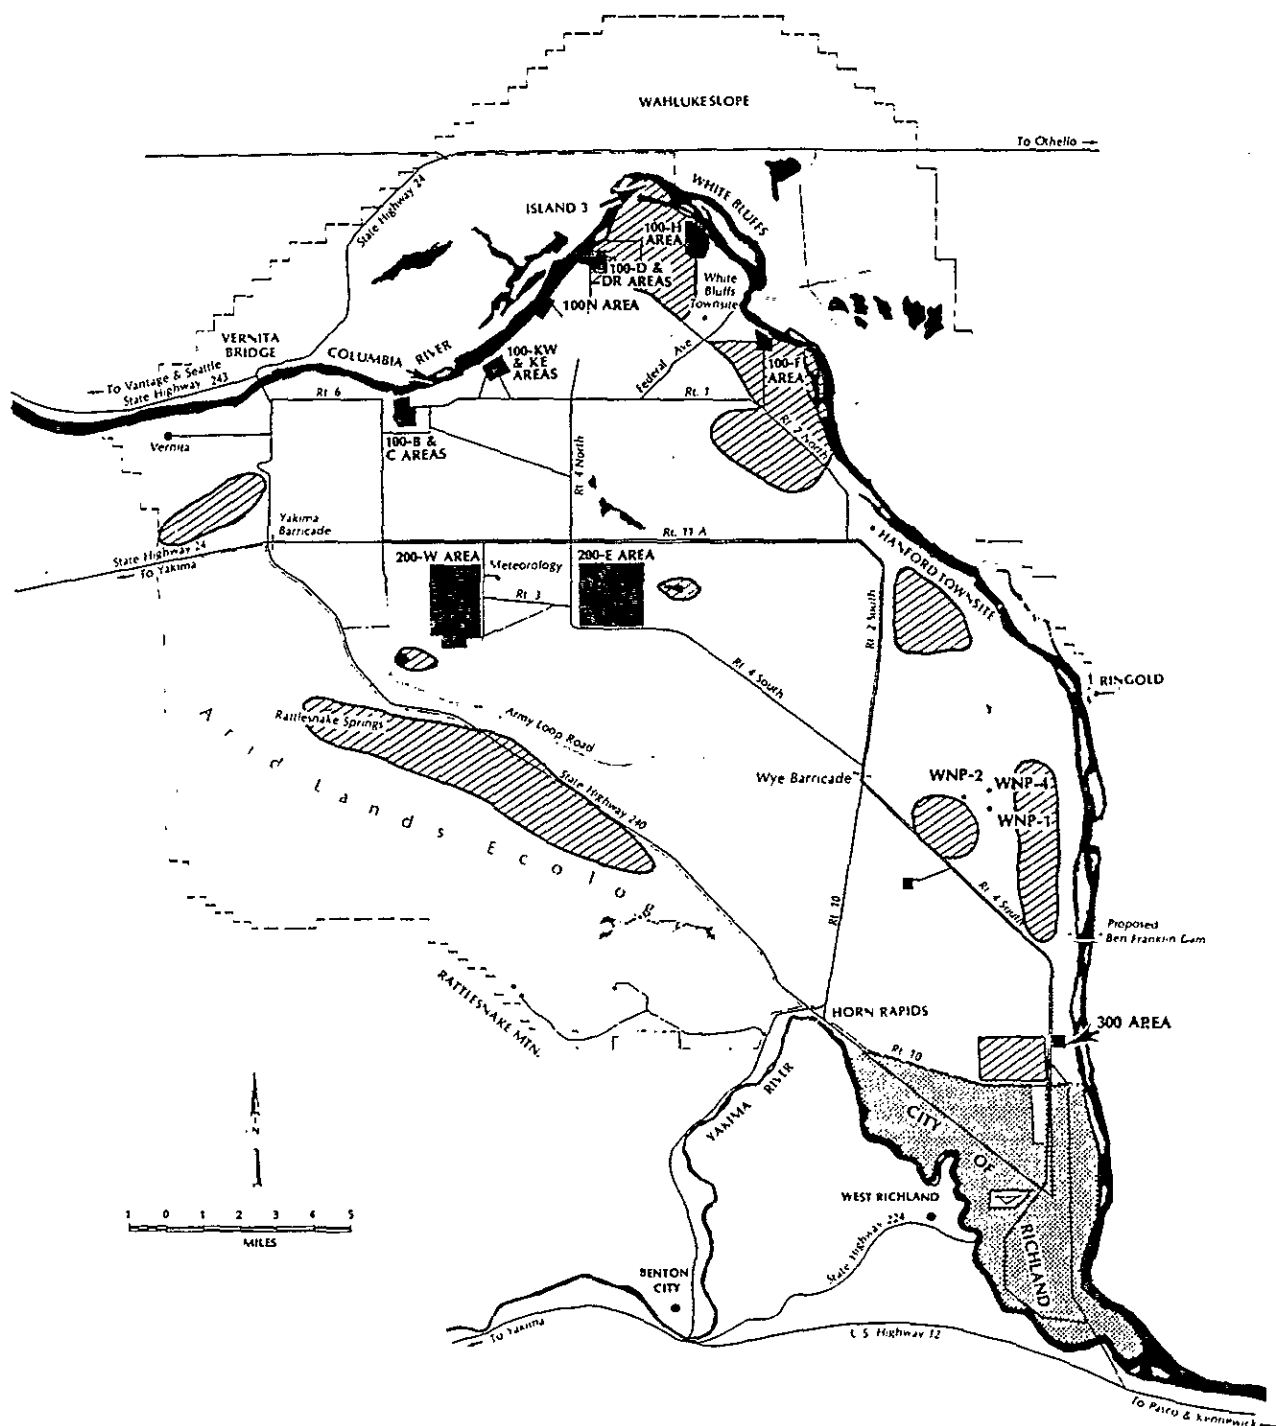 WAHLUKE SLOPE
To Othello
State Highway 24
WHITE BLUFFS
ISLAND 3
100-H
AREA
100-D &
DR AREAS
White
Bluffs
Townsite
100N AREA
VERNITA
BRIDGE
COLUMBIA RIVER
100-KW
& KE
AREAS
Federal Ave
100-F
AREA
To Vantage & Seattle
State Highway 243
Rt. 6
Rt. 1
Vernita
100-B &
C AREAS
Rt 4 North
Rt. 2 North
Yakima
Barricade
Rt. 11 A
HANFORD TOWNSITE
State Highway 24
To Yakima
200-W AREA
Meteorology
200-E AREA
Rt. 3
Rt 2 South
Rt 4 South
RINGOLD
Rattlesnake Springs
Army Loop Road
State Highway 240
Wye Barricade
WNP-2
WNP-4
WNP-1
Arid Lands Ecolog
Rt 4 South
Rt. 10
Proposed
Ben Franklin Dam
RATTLESNAKE MTN.
HORN RAPIDS
300 AREA
Rt. 10
YAKIMA RIVER
CITY OF RICHLAND
N
WEST RICHLAND
1 0 1 2 3 4 5
MILES
State Highway 224
BENTON
CITY
To Yakima
U S Highway 12
To Pasco & Kennewick